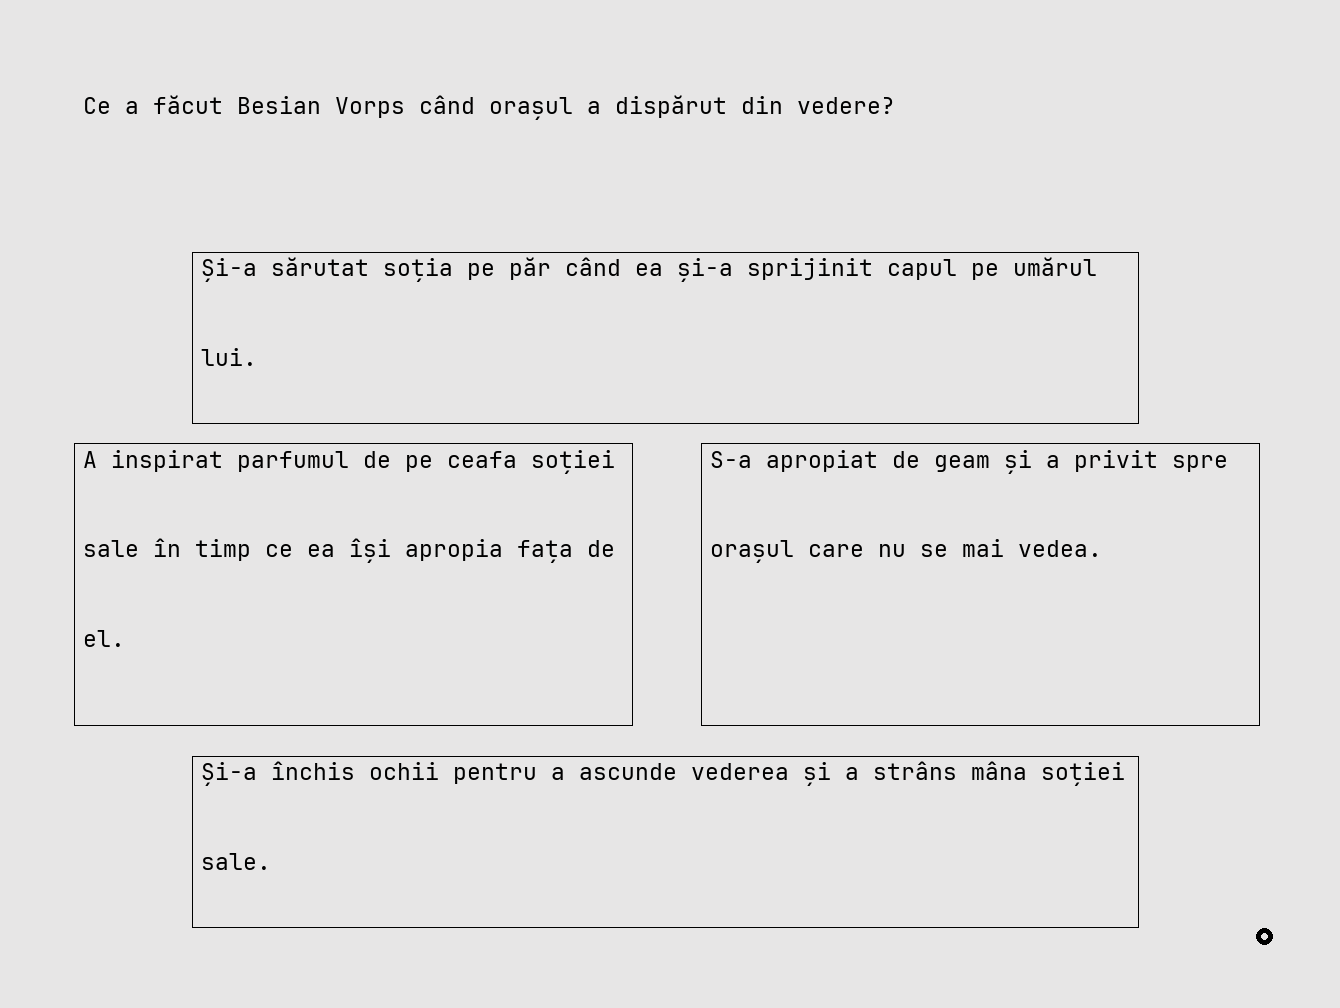 Ce a făcut Besian Vorps când orașul a dispărut din vedere?
Și-a sărutat soția pe păr când ea și-a sprijinit capul pe umărul
lui.
A inspirat parfumul de pe ceafa soției
sale în timp ce ea își apropia fața de
el.
S-a apropiat de geam și a privit spre
orașul care nu se mai vedea.
Și-a închis ochii pentru a ascunde vederea și a strâns mâna soției
sale.